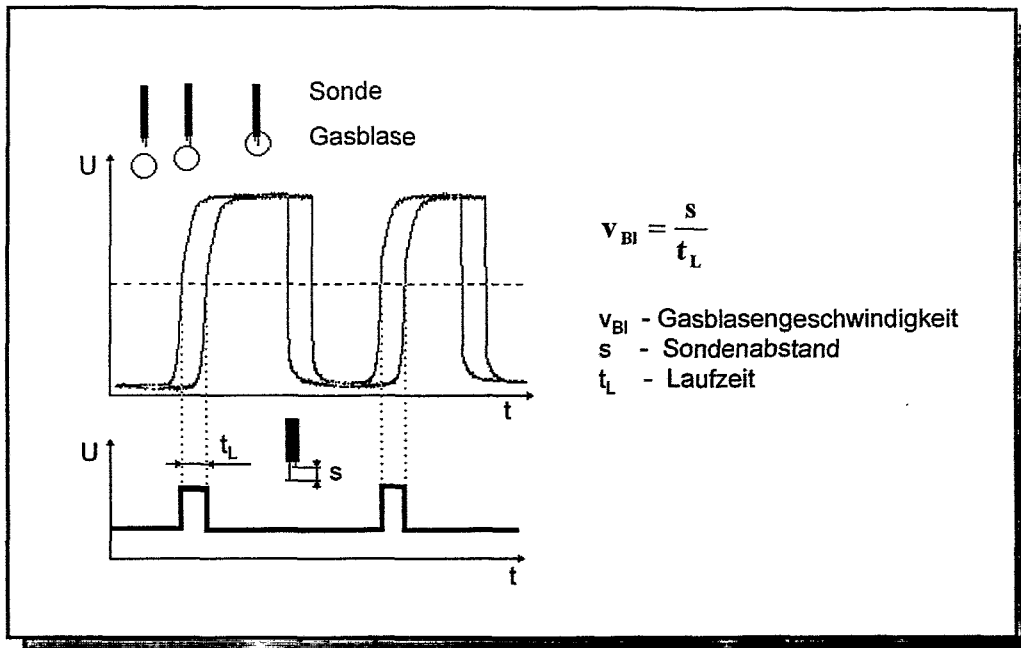 Sonde
Gasblase
U
t
U
t_L
s
t
v_Bl = s / t_L
v_Bl - Gasblasengeschwindigkeit
s - Sondenabstand
t_L - Laufzeit